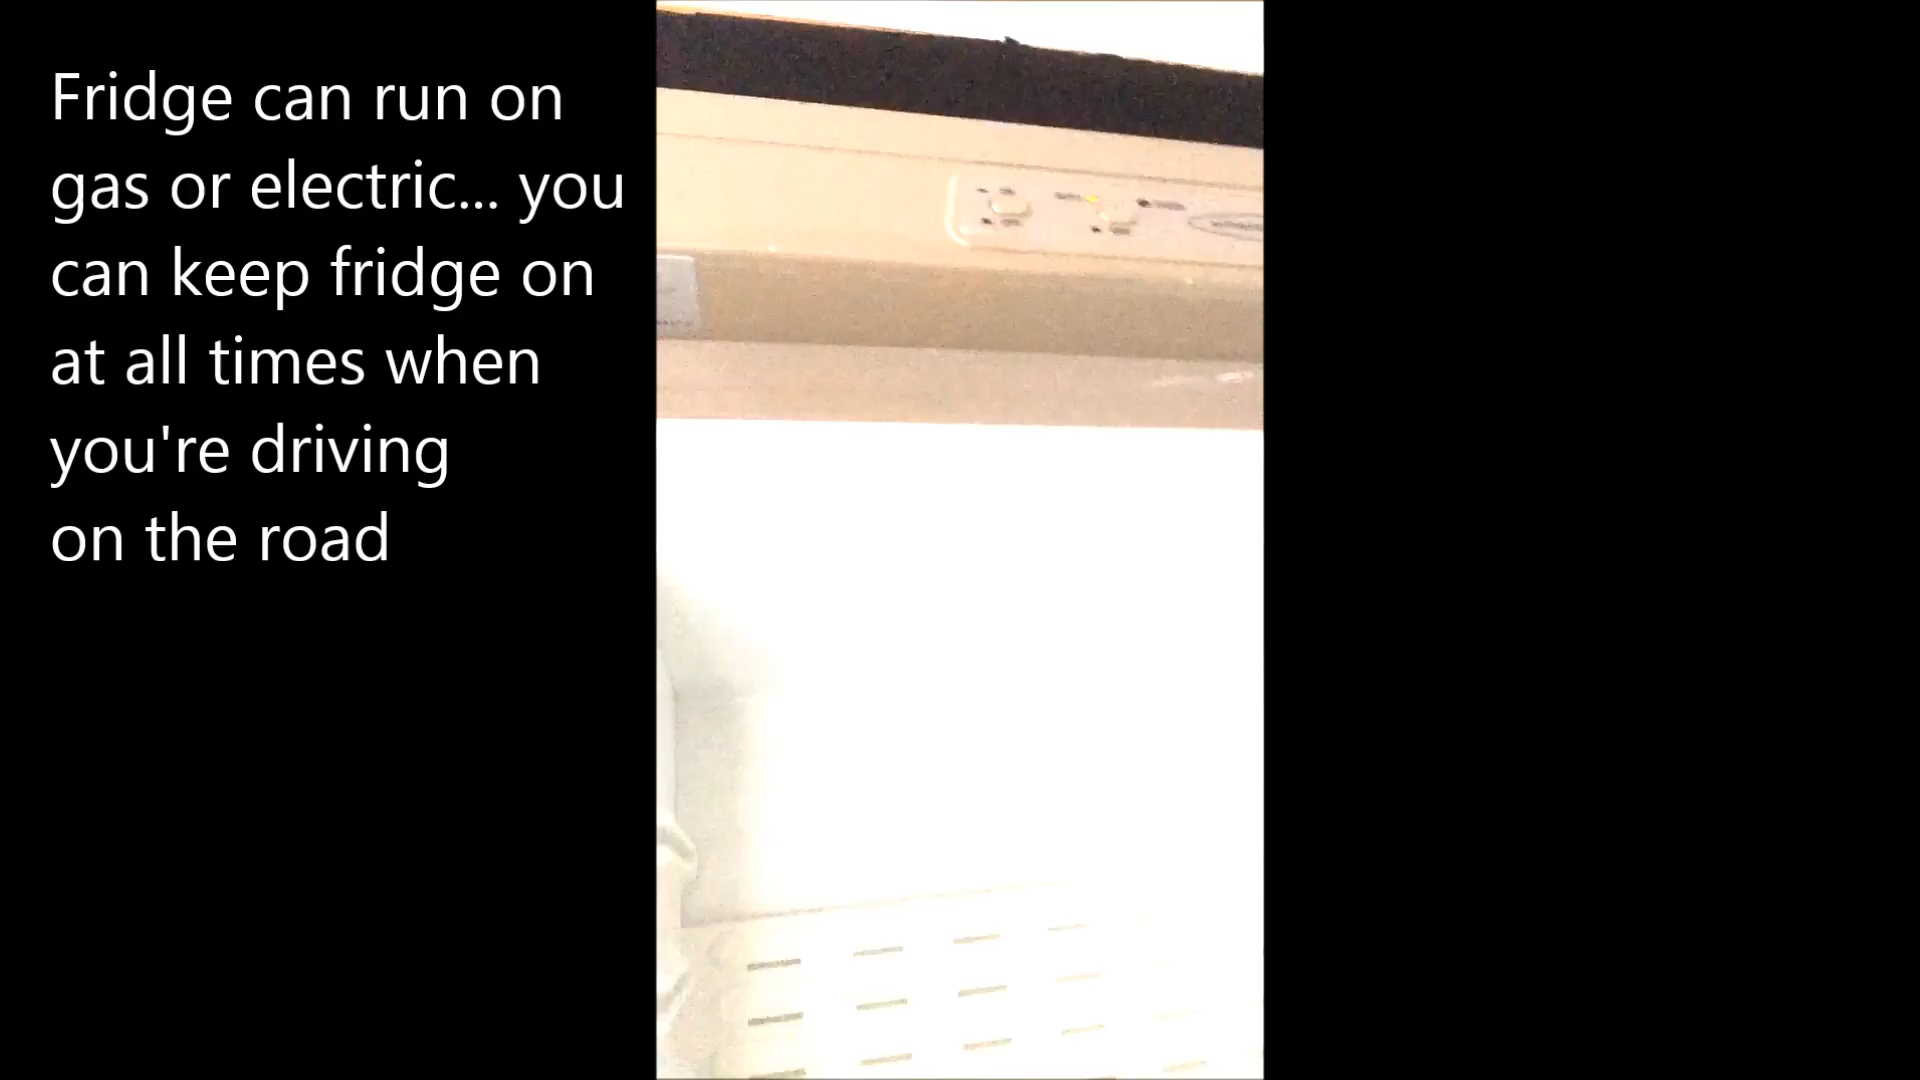 Fridge can run on
gas or electric... you
can keep fridge on
at all times when
you're driving
on the road